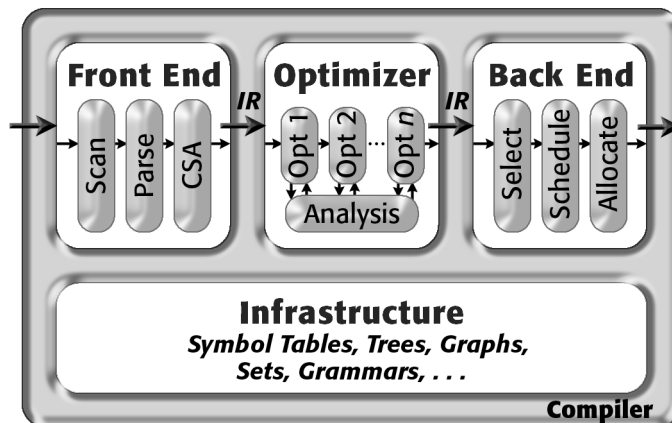 Front End
Scan
Parse
CSA
IR
Optimizer
Opt 1
Opt 2
...
Opt n
Analysis
IR
Back End
Select
Schedule
Allocate
Infrastructure
Symbol Tables, Trees, Graphs,
Sets, Grammars, . . .
Compiler